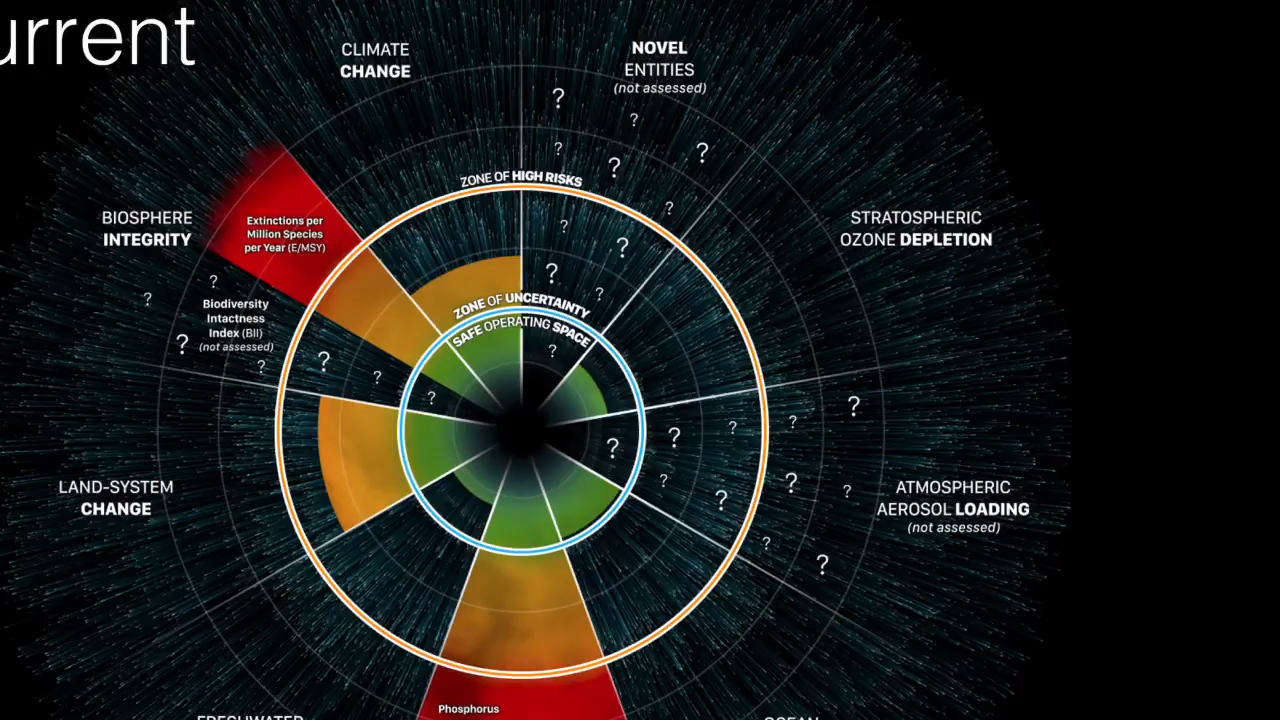 urrent
CLIMATE
CHANGE
NOVEL
ENTITIES
(not assessed)
?
?
?
?
?
ZONE OF HIGH RISKS
?
BIOSPHERE
INTEGRITY
Extinctions per
Million Species
per Year (E/MSY)
?
?
STRATOSPHERIC
OZONE DEPLETION
?
?
?
?
Biodiversity
Intactness
Index (BII)
(not assessed)
?
?
ZONE OF UNCERTAINTY
SAFE OPERATING SPACE
?
?
?
?
?
?
?
?
?
?
LAND-SYSTEM
CHANGE
?
?
?
?
ATMOSPHERIC
AEROSOL LOADING
(not assessed)
?
?
Phosphorus
FRESHWATER
OCEAN